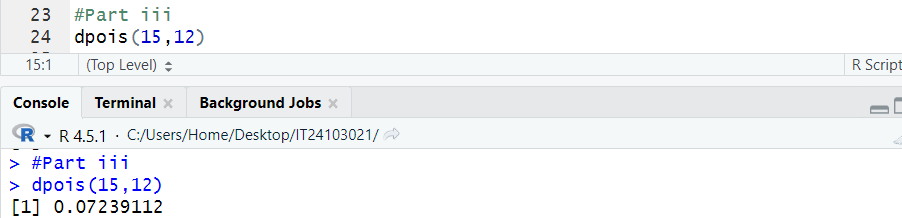 23 #Part iii
24 dpois(15,12)
15:1 (Top Level) R Script
Console Terminal Background Jobs
R R 4.5.1 · C:/Users/Home/Desktop/IT24103021/
> #Part iii
> dpois(15,12)
[1] 0.07239112